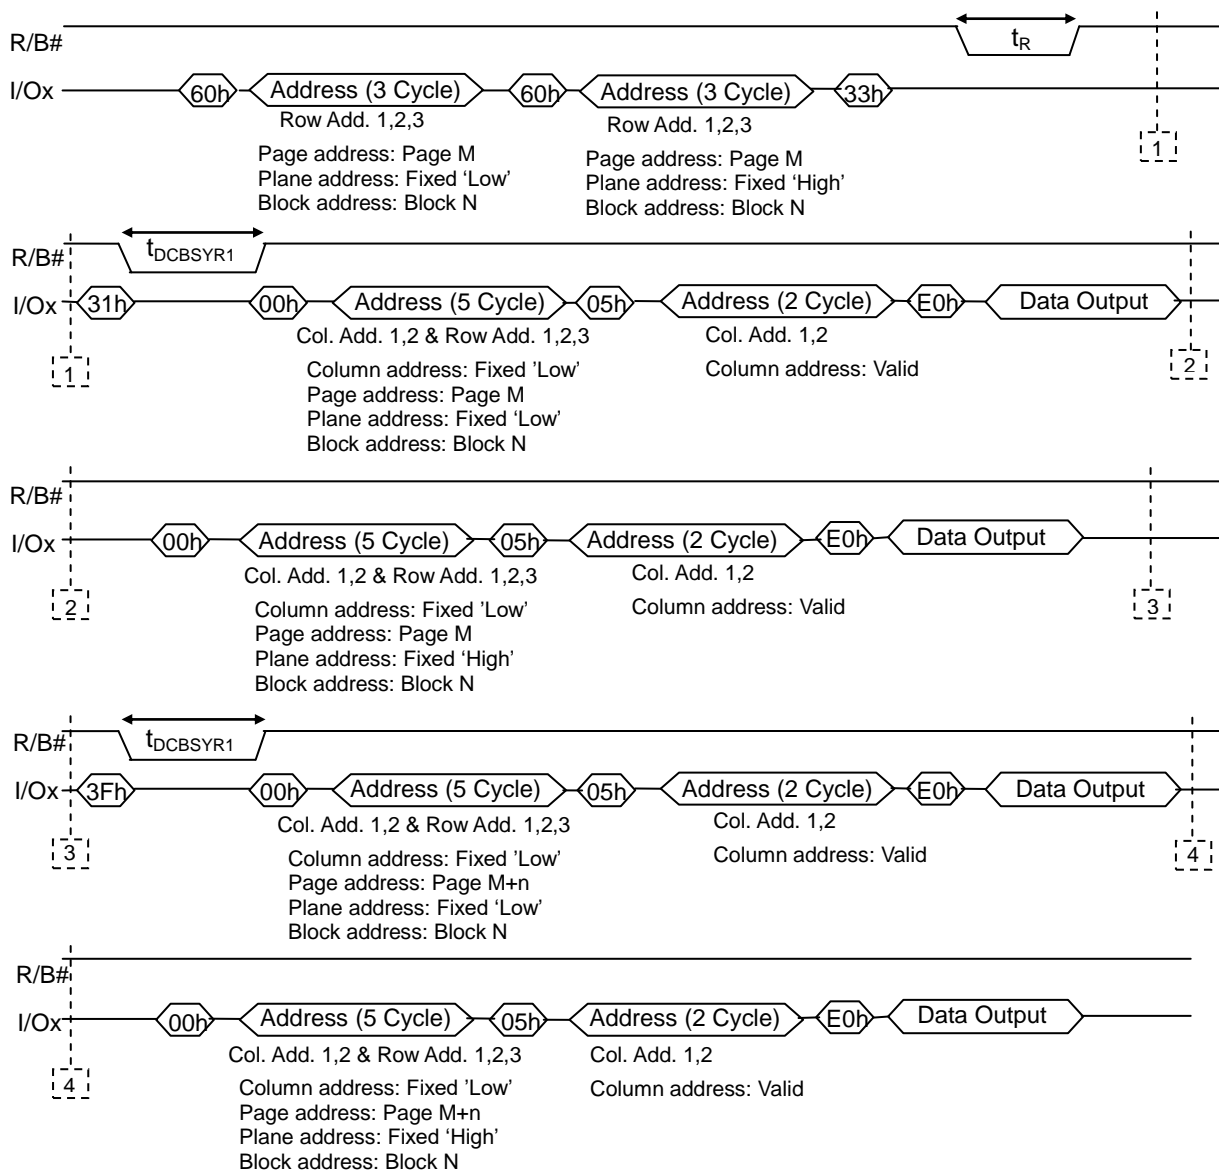 R/B#
tR
I/Ox
60h Address (3 Cycle) 60h Address (3 Cycle) 33h
Row Add. 1,2,3
Page address: Page M
Plane address: Fixed ‘Low’
Block address: Block N
Row Add. 1,2,3
Page address: Page M
Plane address: Fixed ‘High’
Block address: Block N
1
R/B#
tDCBSYR1
I/Ox
31h 00h Address (5 Cycle) 05h Address (2 Cycle) E0h Data Output
Col. Add. 1,2 & Row Add. 1,2,3
Column address: Fixed ’Low’
Page address: Page M
Plane address: Fixed ‘Low’
Block address: Block N
Col. Add. 1,2
Column address: Valid
1
2
R/B#
I/Ox
00h Address (5 Cycle) 05h Address (2 Cycle) E0h Data Output
Col. Add. 1,2 & Row Add. 1,2,3
Column address: Fixed ’Low’
Page address: Page M
Plane address: Fixed ‘High’
Block address: Block N
Col. Add. 1,2
Column address: Valid
2
3
R/B#
tDCBSYR1
I/Ox
3Fh 00h Address (5 Cycle) 05h Address (2 Cycle) E0h Data Output
Col. Add. 1,2 & Row Add. 1,2,3
Column address: Fixed ’Low’
Page address: Page M+n
Plane address: Fixed ‘Low’
Block address: Block N
Col. Add. 1,2
Column address: Valid
3
4
R/B#
I/Ox
00h Address (5 Cycle) 05h Address (2 Cycle) E0h Data Output
Col. Add. 1,2 & Row Add. 1,2,3
Column address: Fixed ’Low’
Page address: Page M+n
Plane address: Fixed ‘High’
Block address: Block N
Col. Add. 1,2
Column address: Valid
4